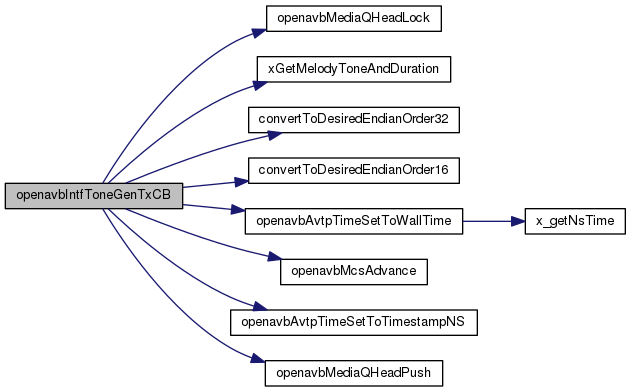 openavbMediaQHeadLock
xGetMelodyToneAndDuration
convertToDesiredEndianOrder32
convertToDesiredEndianOrder16
openavbIntfToneGenTxCB
openavbAvtpTimeSetToWallTime
x_getNsTime
openavbMcsAdvance
openavbAvtpTimeSetToTimestampNS
openavbMediaQHeadPush